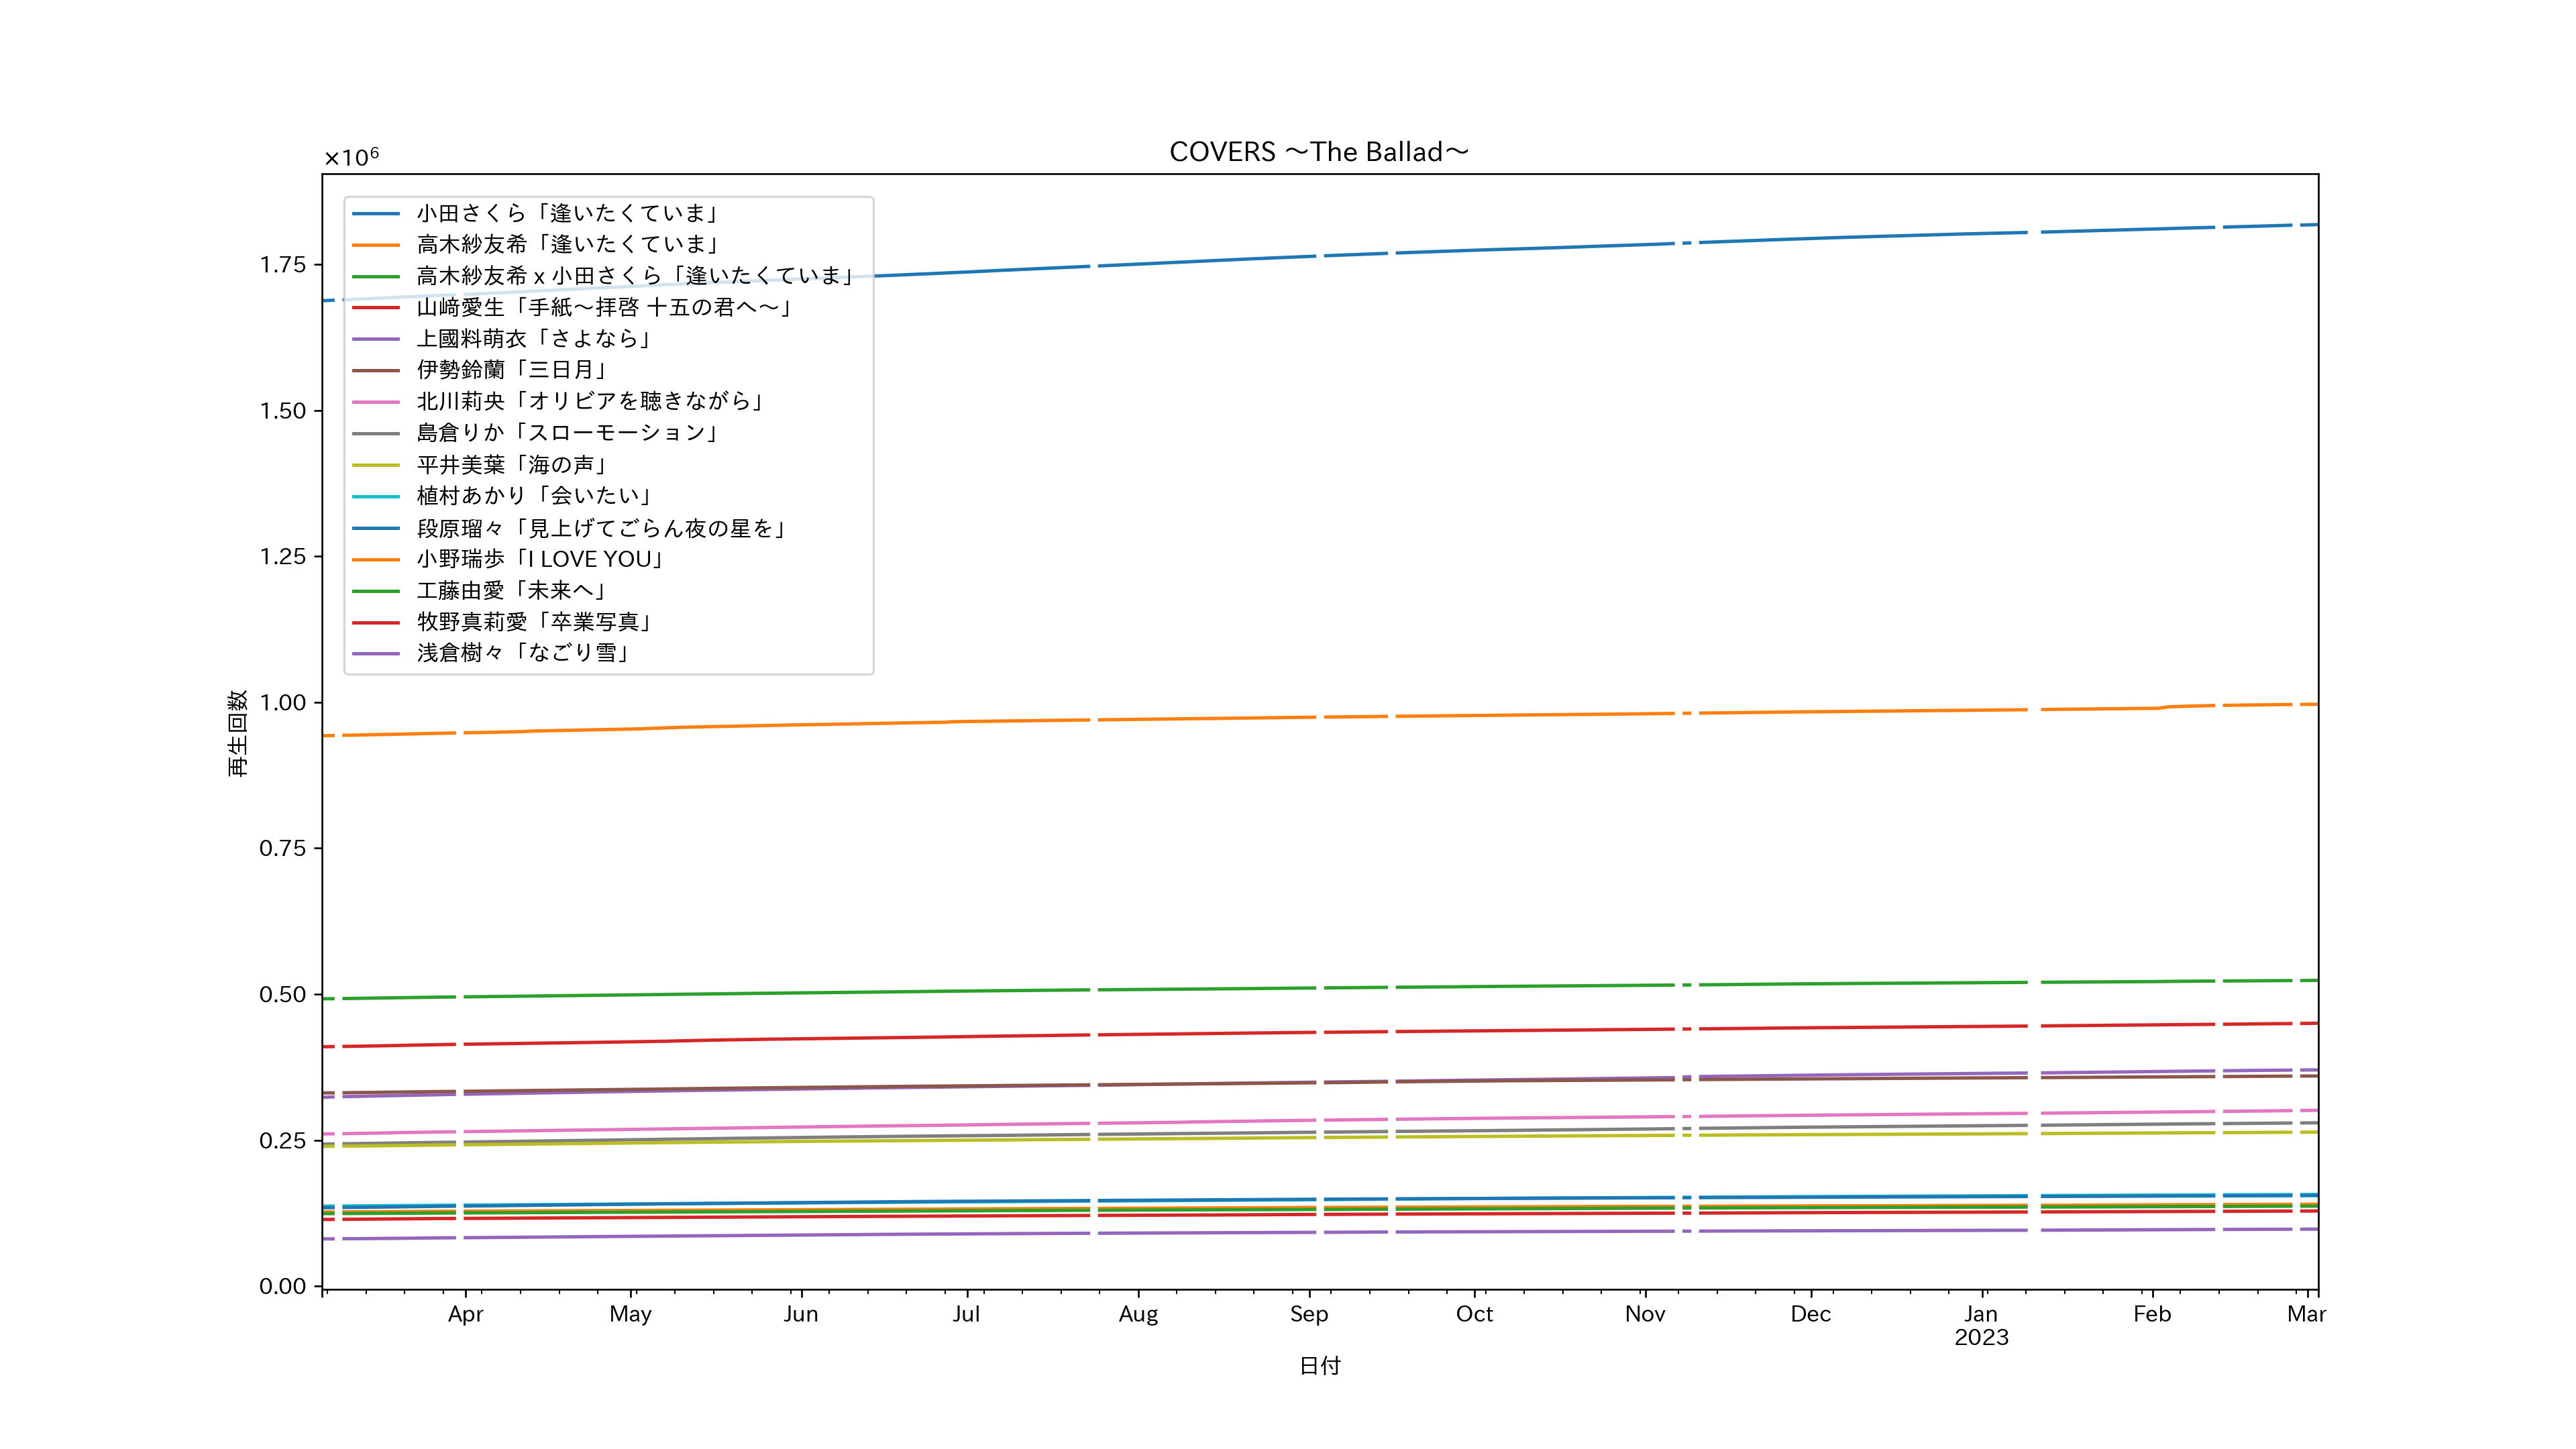 COVERS ～The Ballad～
×10⁶
1.75
1.50
1.25
1.00
0.75
0.50
0.25
0.00
再生回数
小田さくら「逢いたくていま」
高木紗友希「逢いたくていま」
高木紗友希 x 小田さくら「逢いたくていま」
山﨑愛生「手紙～拝啓 十五の君へ～」
上國料萌衣「さよなら」
伊勢鈴蘭「三日月」
北川莉央「オリビアを聴きながら」
島倉りか「スローモーション」
平井美葉「海の声」
植村あかり「会いたい」
段原瑠々「見上げてごらん夜の星を」
小野瑞歩「I LOVE YOU」
工藤由愛「未来へ」
牧野真莉愛「卒業写真」
浅倉樹々「なごり雪」
Apr May Jun Jul Aug Sep Oct Nov Dec Jan Feb Mar
2023
日付